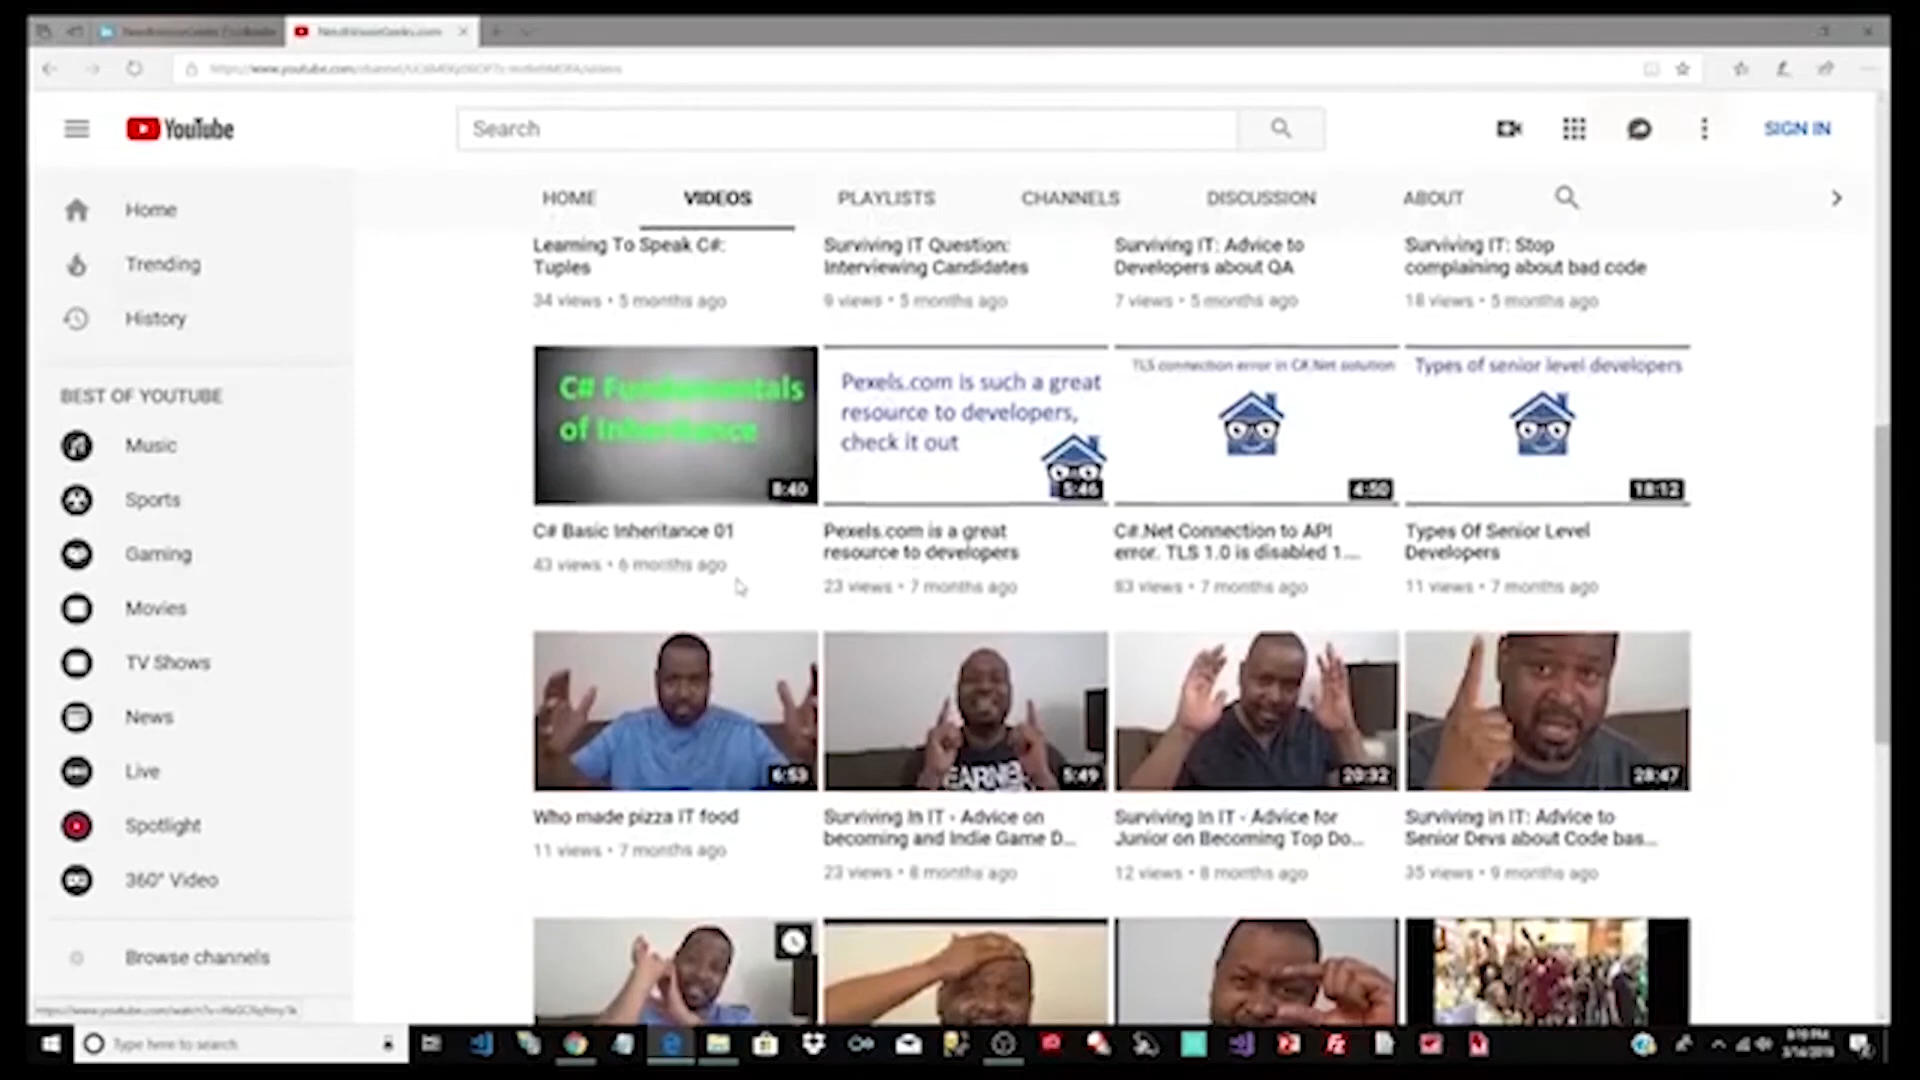 YouTube
Search
SIGN IN
HOME VIDEOS PLAYLISTS CHANNELS DISCUSSION ABOUT
Home
Trending
History
BEST OF YOUTUBE
Music
Sports
Gaming
Movies
TV Shows
News
Live
Spotlight
360° Video
Browse channels
Learning To Speak C#:
Tuples
34 views • 5 months ago
Surviving IT Question:
Interviewing Candidates
9 views • 5 months ago
Surviving IT: Advice to
Developers about QA
7 views • 5 months ago
Surviving IT: Stop
complaining about bad code
18 views • 5 months ago
C# Fundamentals
of Inheritance
8:40
C# Basic Inheritance 01
43 views • 6 months ago
Pexels.com is such a great
resource to developers,
check it out
5:46
Pexels.com is a great
resource to developers
23 views • 7 months ago
TLS connection error in C#.Net solution
4:50
C#.Net Connection to API
error. TLS 1.0 is disabled 1....
83 views • 7 months ago
Types of senior level developers
18:12
Types Of Senior Level
Developers
11 views • 7 months ago
6:53
Who made pizza IT food
11 views • 7 months ago
5:49
Surviving In IT - Advice on
becoming and Indie Game D...
23 views • 8 months ago
20:32
Surviving In IT - Advice for
Junior on Becoming Top Do...
12 views • 8 months ago
28:47
Surviving in IT: Advice to
Senior Devs about Code bas...
35 views • 9 months ago
Type here to search